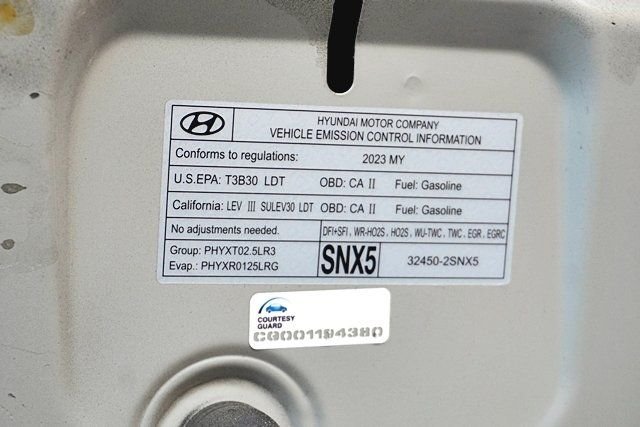 HYUNDAI MOTOR COMPANY
VEHICLE EMISSION CONTROL INFORMATION
Conforms to regulations: 2023 MY
U.S.EPA: T3B30 LDT OBD: CA II Fuel: Gasoline
California: LEV III SULEV30 LDT OBD: CA II Fuel: Gasoline
No adjustments needed. DFI+SFI , WR-HO2S , HO2S , WU-TWC , TWC , EGR , EGRC
Group: PHYXT02.5LR3
Evap.: PHYXR0125LRG
SNX5
32450-2SNX5
COURTESY
GUARD
CG001194380